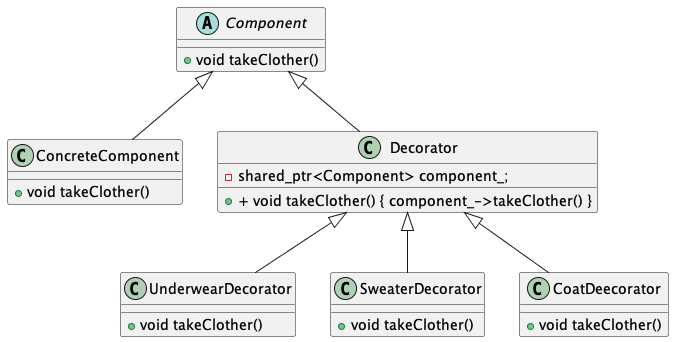 A Component
void takeClother()
C ConcreteComponent
void takeClother()
C Decorator
shared_ptr<Component> component_;
+ void takeClother() { component_->takeClother() }
C UnderwearDecorator
void takeClother()
C SweaterDecorator
void takeClother()
C CoatDeecorator
void takeClother()